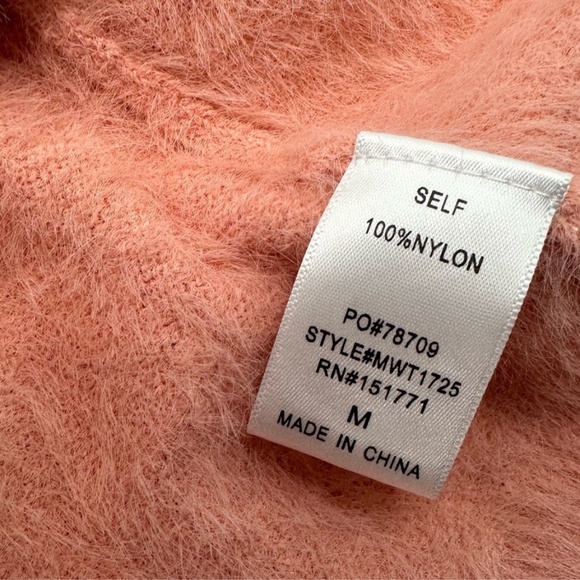 SELF
100%NYLON
PO#78709
STYLE#MWT1725
RN#151771
M
MADE IN CHINA